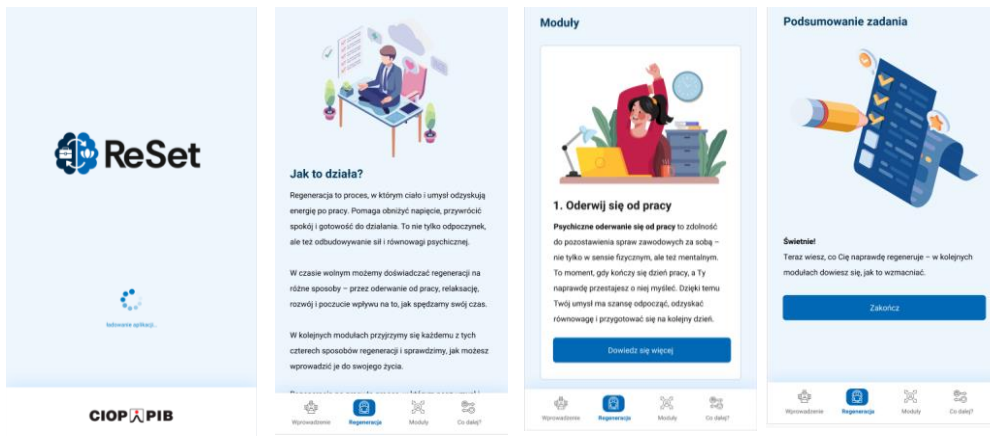 ReSet
ładowanie aplikacji..
CIOP PIB
Jak to działa?
Regeneracja to proces, w którym ciało i umysł odzyskują
energię po pracy. Pomaga obniżyć napięcie, przywrócić
spokój i gotowość do działania. To nie tylko odpoczynek,
ale też odbudowywanie sił i równowagi psychicznej.
W czasie wolnym możemy doświadczać regeneracji na
różne sposoby – przez oderwanie od pracy, relaksację,
rozwój i poczucie wpływu na to, jak spędzamy swój czas.
W kolejnych modułach przyjrzymy się każdemu z tych
czterech sposobów regeneracji i sprawdzimy, jak możesz
wprowadzić je do swojego życia.
Wprowadzenie
Regeneracja
Moduły
Co dalej?
Moduły
1. Oderwij się od pracy
Psychiczne oderwanie się od pracy to zdolność
do pozostawienia spraw zawodowych za sobą –
nie tylko w sensie fizycznym, ale też mentalnym.
To moment, gdy kończy się dzień pracy, a Ty
naprawdę przestajesz o niej myśleć. Dzięki temu
Twój umysł ma szansę odpocząć, odzyskać
równowagę i przygotować się na kolejny dzień.
Dowiedz się więcej
Wprowadzenie
Regeneracja
Moduły
Co dalej?
Podsumowanie zadania
Świetnie!
Teraz wiesz, co Cię naprawdę regeneruje – w kolejnych
modułach dowiesz się, jak to wzmacniać.
Zakończ
Wprowadzenie
Regeneracja
Moduły
Co dalej?